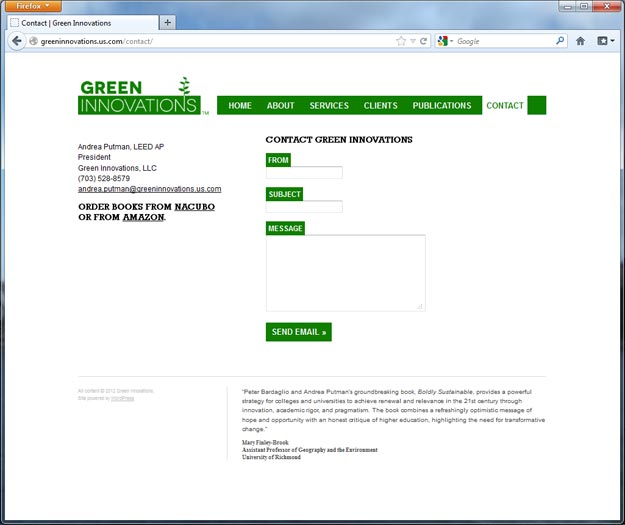 Firefox
Contact | Green Innovations
greeninnovations.us.com/contact/
Google
GREEN
INNOVATIONS™
HOME ABOUT SERVICES CLIENTS PUBLICATIONS CONTACT
Andrea Putman, LEED AP
President
Green Innovations, LLC
(703) 528-8579
andrea.putman@greeninnovations.us.com
ORDER BOOKS FROM NACUBO
OR FROM AMAZON.
CONTACT GREEN INNOVATIONS
FROM
SUBJECT
MESSAGE
SEND EMAIL »
All content © 2012 Green Innovations.
Site powered by WordPress
"Peter Bardaglio and Andrea Putman's groundbreaking book, Boldly Sustainable, provides a powerful
strategy for colleges and universities to achieve renewal and relevance in the 21st century through
innovation, academic rigor, and pragmatism. The book combines a refreshingly optimistic message of
hope and opportunity with an honest critique of higher education, highlighting the need for transformative
change."
Mary Finley-Brook
Assistant Professor of Geography and the Environment
University of Richmond